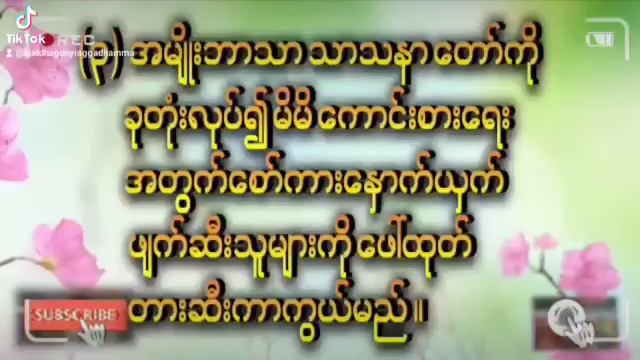 TikTok
REC
(၃) အမျိုးဘာသာ သာသနာတော်ကို
ခုတုံးလုပ်၍ မိမိ ကောင်းစားရေး
အတွက်စော်ကားနှောက်ယှက်
ဖျက်ဆီးသူများကို ဖေါ်ထုတ်
တားဆီးကာကွယ်မည်။
SUBSCRIBE